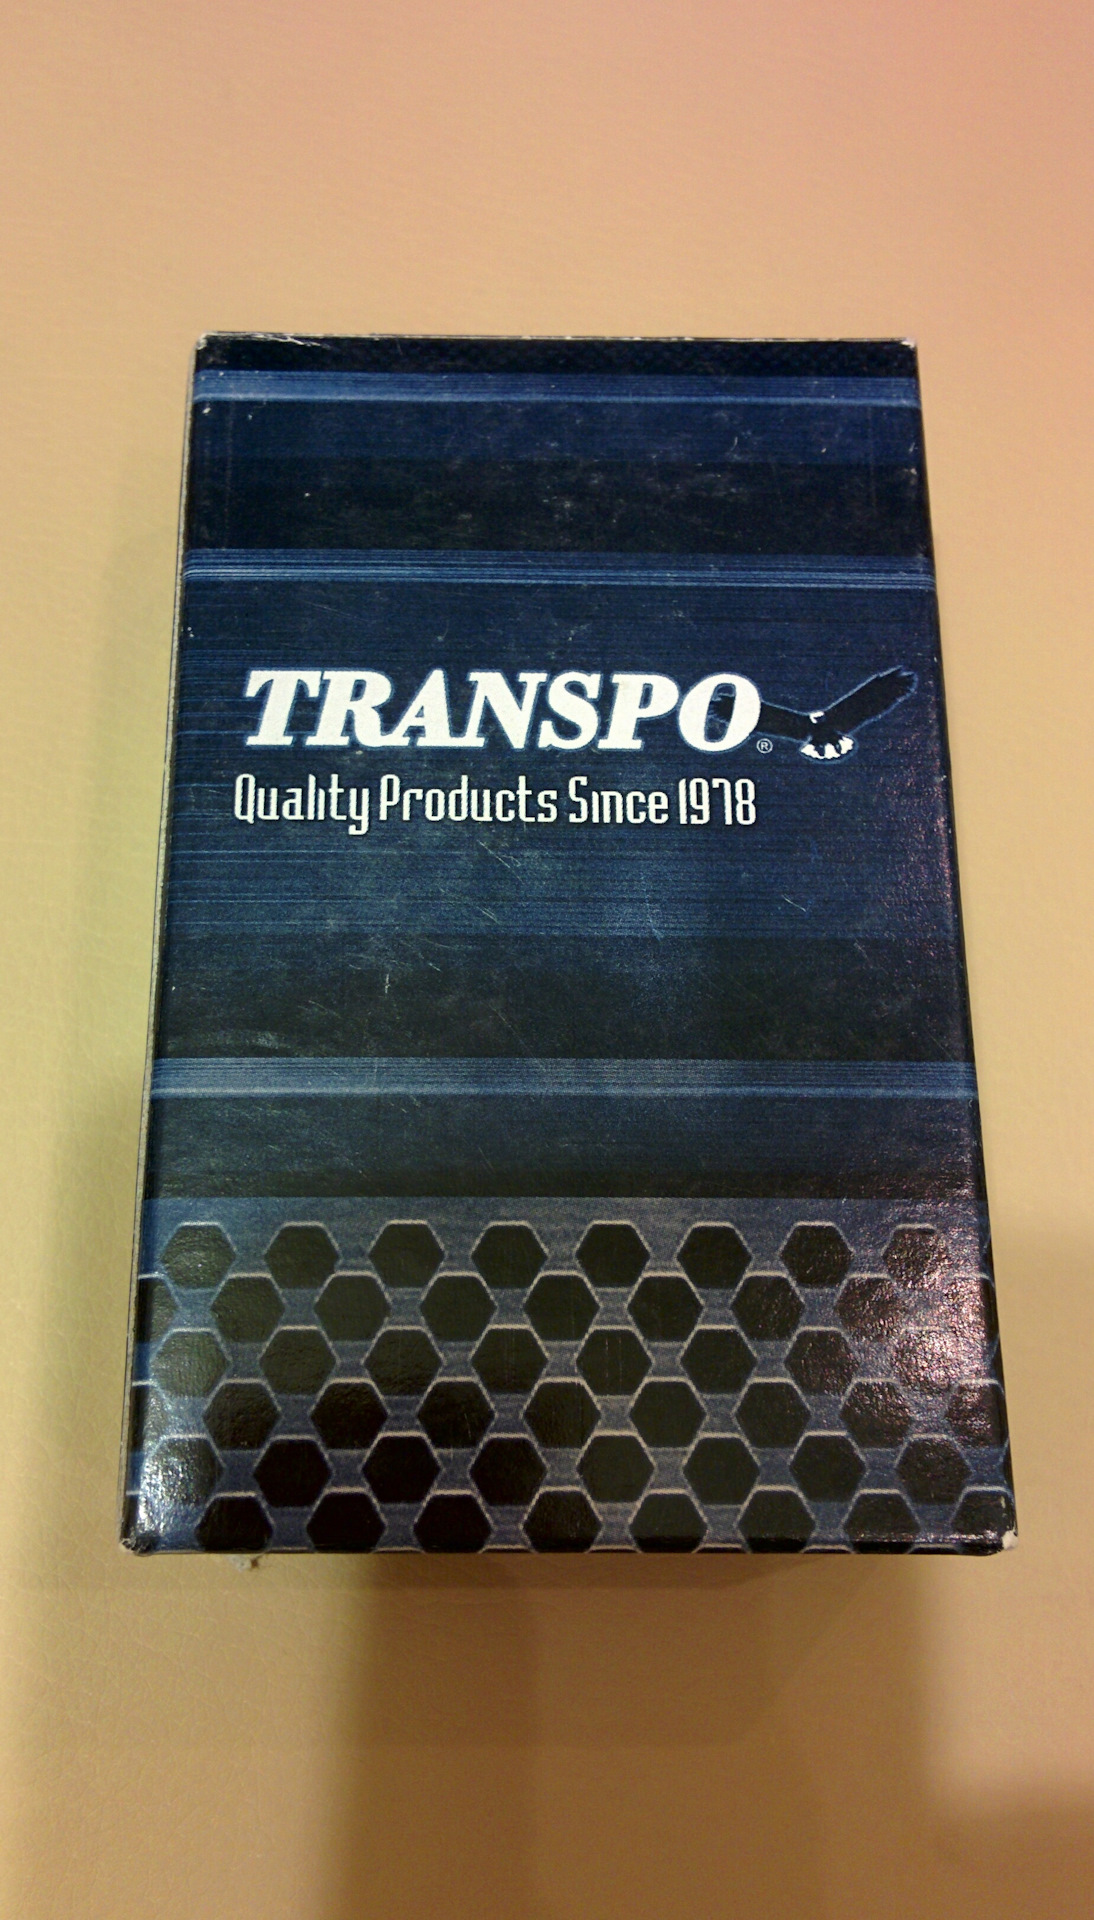 TRANSPO®
Quality Products Since 1978